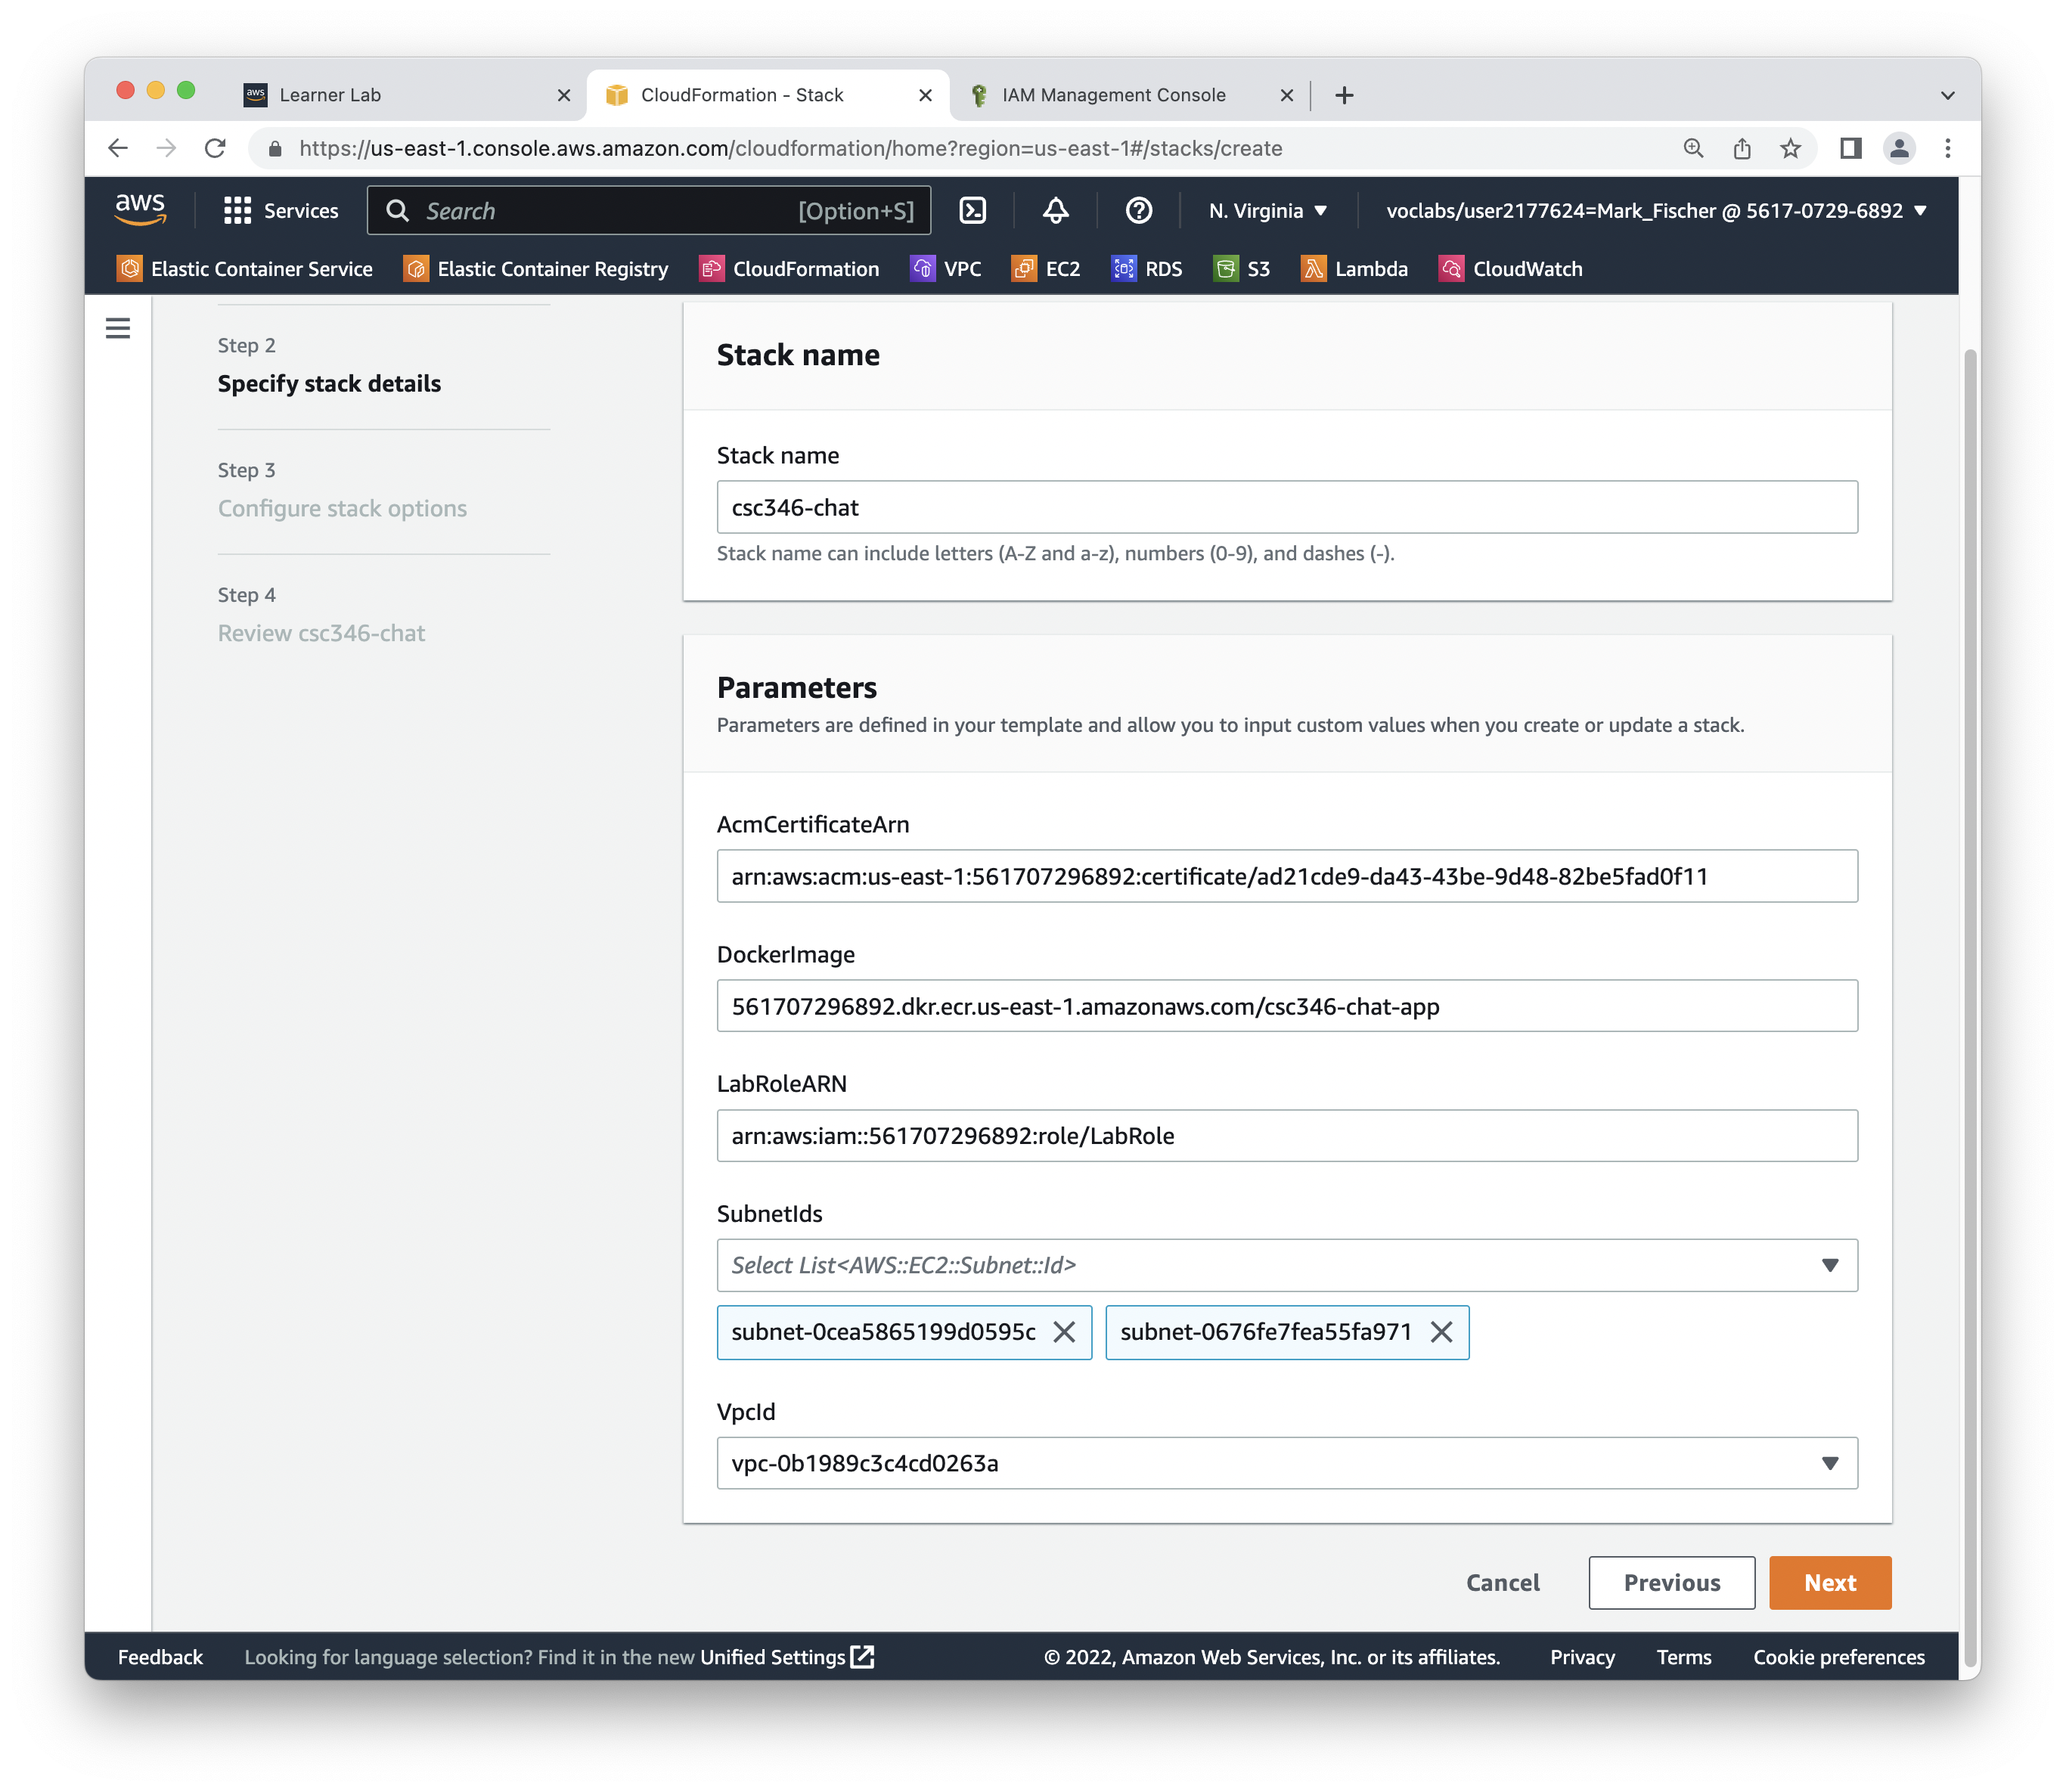 aws Learner Lab
CloudFormation - Stack
IAM Management Console
https://us-east-1.console.aws.amazon.com/cloudformation/home?region=us-east-1#/stacks/create
aws Services Search [Option+S] N. Virginia voclabs/user2177624=Mark_Fischer @ 5617-0729-6892
Elastic Container Service Elastic Container Registry CloudFormation VPC EC2 RDS S3 Lambda CloudWatch
Step 2
Specify stack details
Step 3
Configure stack options
Step 4
Review csc346-chat
Stack name
Stack name
csc346-chat
Stack name can include letters (A-Z and a-z), numbers (0-9), and dashes (-).
Parameters
Parameters are defined in your template and allow you to input custom values when you create or update a stack.
AcmCertificateArn
arn:aws:acm:us-east-1:561707296892:certificate/ad21cde9-da43-43be-9d48-82be5fad0f11
DockerImage
561707296892.dkr.ecr.us-east-1.amazonaws.com/csc346-chat-app
LabRoleARN
arn:aws:iam::561707296892:role/LabRole
SubnetIds
Select List<AWS::EC2::Subnet::Id>
subnet-0cea5865199d0595c subnet-0676fe7fea55fa971
VpcId
vpc-0b1989c3c4cd0263a
Cancel Previous Next
Feedback Looking for language selection? Find it in the new Unified Settings © 2022, Amazon Web Services, Inc. or its affiliates. Privacy Terms Cookie preferences